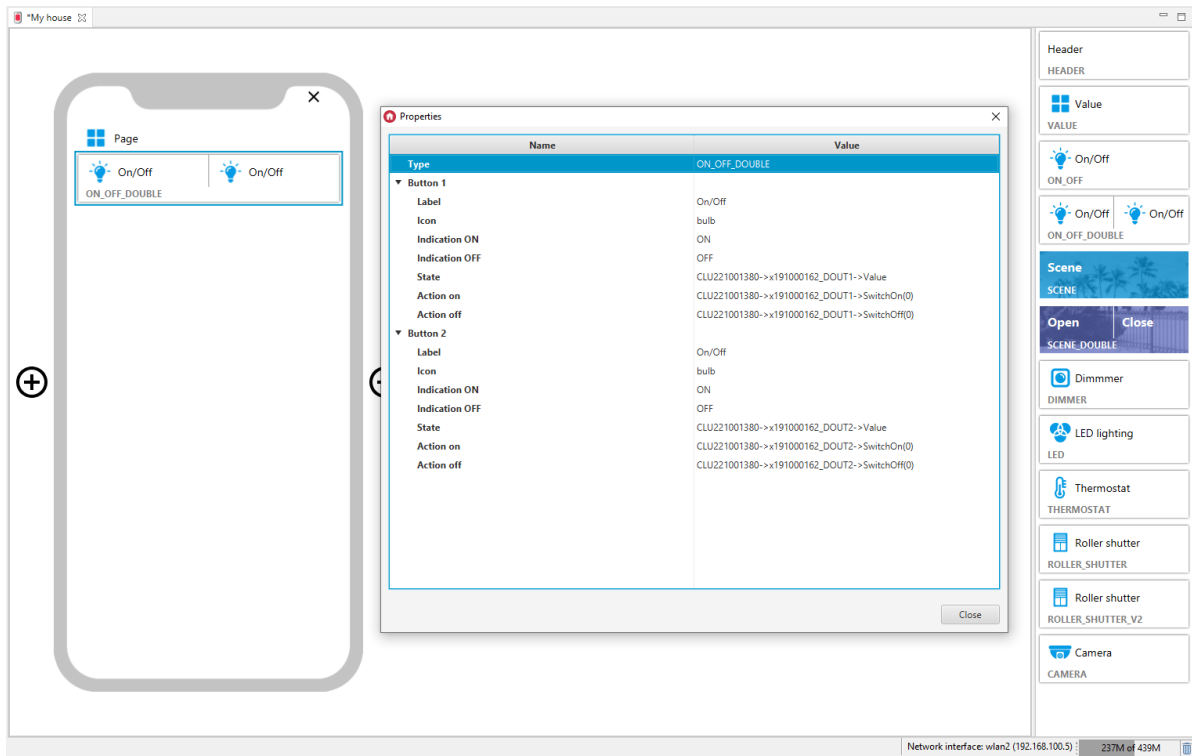 *My house
Page
On/Off On/Off
ON_OFF_DOUBLE
Properties
Name Value
Type ON_OFF_DOUBLE
Button 1
Label On/Off
Icon bulb
Indication ON ON
Indication OFF OFF
State CLU221001380->x191000162_DOUT1->Value
Action on CLU221001380->x191000162_DOUT1->SwitchOn(0)
Action off CLU221001380->x191000162_DOUT1->SwitchOff(0)
Button 2
Label On/Off
Icon bulb
Indication ON ON
Indication OFF OFF
State CLU221001380->x191000162_DOUT2->Value
Action on CLU221001380->x191000162_DOUT2->SwitchOn(0)
Action off CLU221001380->x191000162_DOUT2->SwitchOff(0)
Close
Header
HEADER
Value
VALUE
On/Off
ON_OFF
On/Off On/Off
ON_OFF_DOUBLE
Scene
SCENE
Open Close
SCENE_DOUBLE
Dimmmer
DIMMER
LED lighting
LED
Thermostat
THERMOSTAT
Roller shutter
ROLLER_SHUTTER
Roller shutter
ROLLER_SHUTTER_V2
Camera
CAMERA
Network interface: wlan2 (192.168.100.5) 237M of 439M